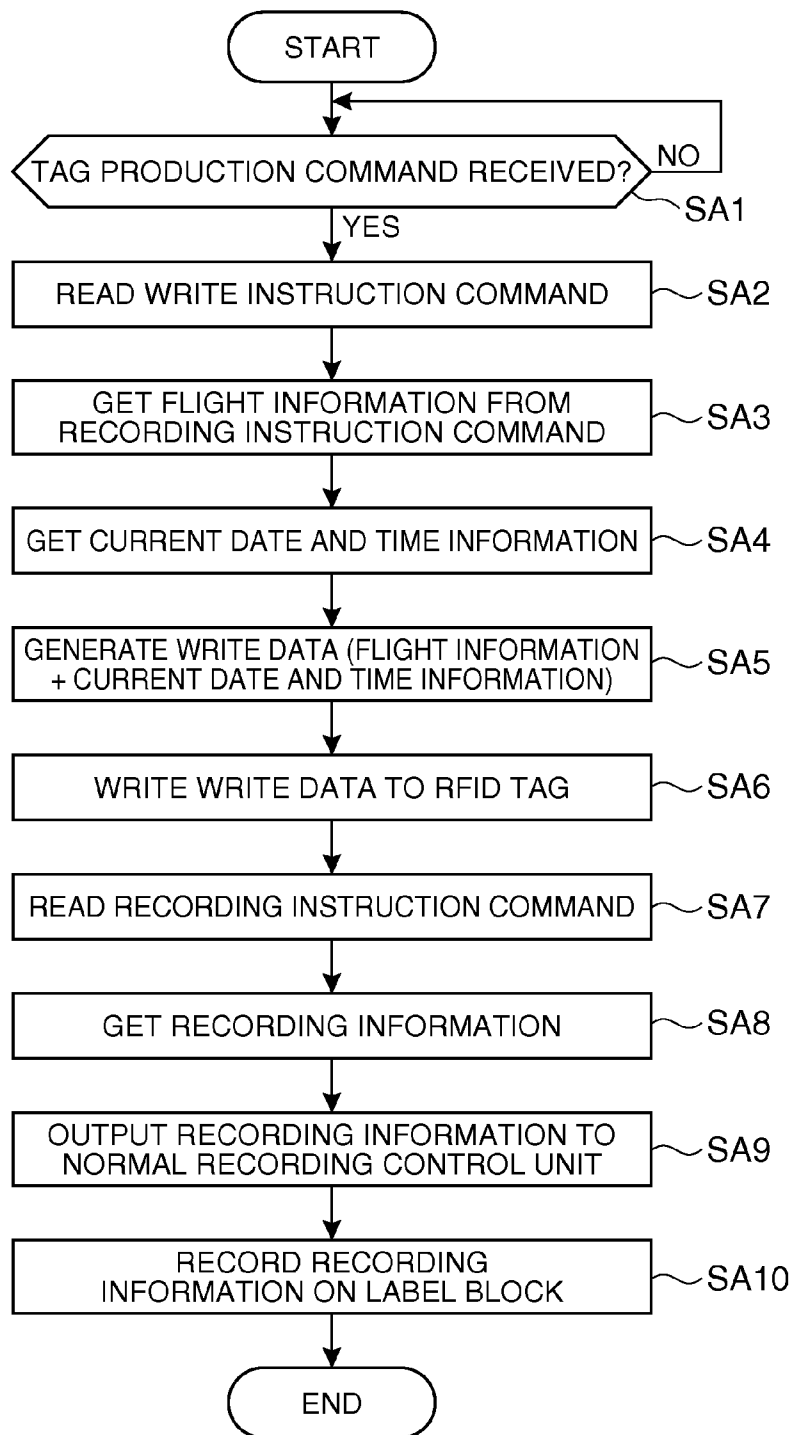 START
TAG PRODUCTION COMMAND RECEIVED?
NO
SA1
YES
READ WRITE INSTRUCTION COMMAND
SA2
GET FLIGHT INFORMATION FROM
RECORDING INSTRUCTION COMMAND
SA3
GET CURRENT DATE AND TIME INFORMATION
SA4
GENERATE WRITE DATA (FLIGHT INFORMATION
+ CURRENT DATE AND TIME INFORMATION)
SA5
WRITE WRITE DATA TO RFID TAG
SA6
READ RECORDING INSTRUCTION COMMAND
SA7
GET RECORDING INFORMATION
SA8
OUTPUT RECORDING INFORMATION TO
NORMAL RECORDING CONTROL UNIT
SA9
RECORD RECORDING
INFORMATION ON LABEL BLOCK
SA10
END